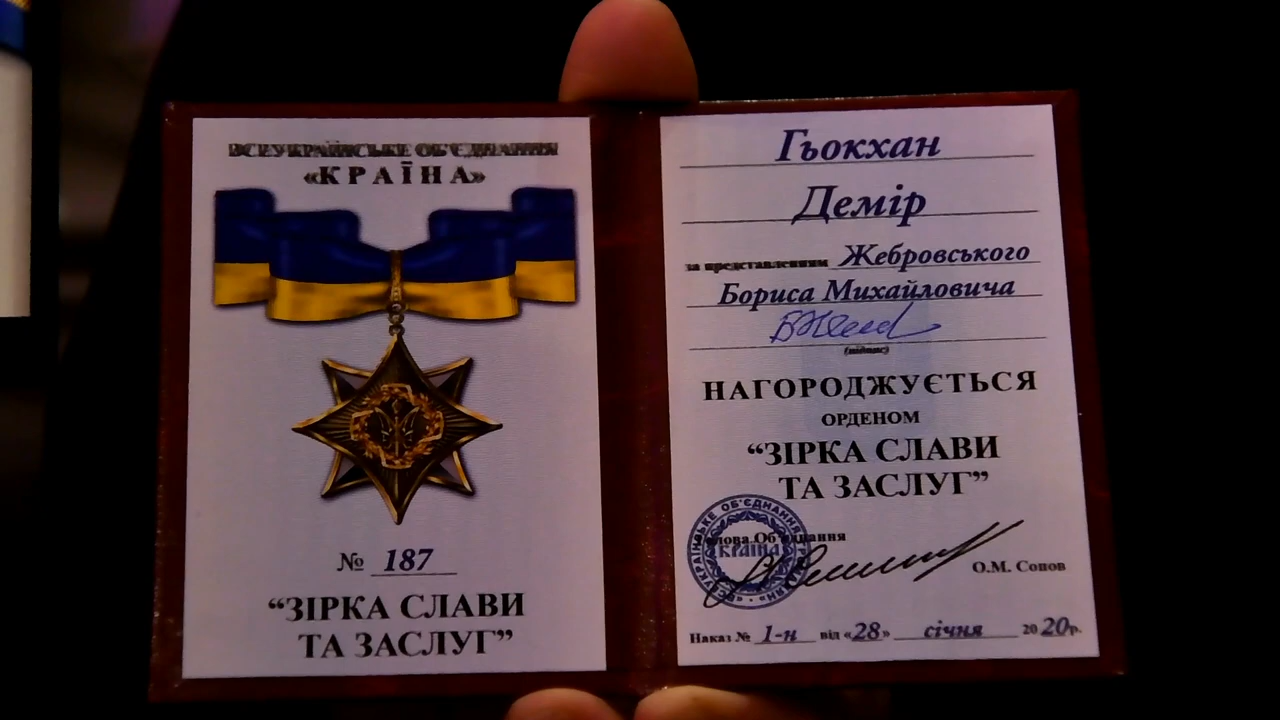 ВСЕУКРАЇНСЬКЕ ОБ'ЄДНАННЯ
«КРАЇНА»
№ 187
“ЗІРКА СЛАВИ
ТА ЗАСЛУГ”
Гьокхан
Демір
за представленням Жебровського
Бориса Михайловича
(підпис)
НАГОРОДЖУЄТЬСЯ
ОРДЕНОМ
“ЗІРКА СЛАВИ
ТА ЗАСЛУГ”
Голова Об'єднання
КРАЇНА
О.М. Сопов
Наказ № 1-н від «28» січня 2020р.